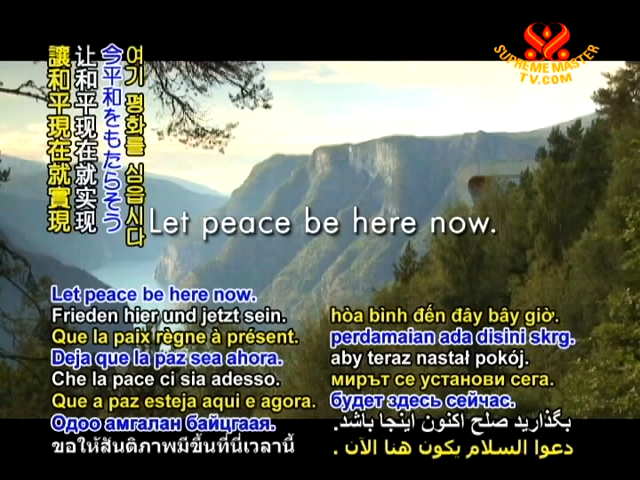 SUPREME MASTER
TV.COM
讓和平現在就實現
让和平现在就实现
今平和をもたらそう
여기 평화를 심읍시다
Let peace be here now.
Let peace be here now.
Frieden hier und jetzt sein.
Que la paix règne à présent.
Deja que la paz sea ahora.
Che la pace ci sia adesso.
Que a paz esteja aqui e agora.
Одоо амгалан байцгаая.
ขอให้สันติภาพมีขึ้นที่นี่เวลานี้
hòa bình đến đây bây giờ.
perdamaian ada disini skrg.
aby teraz nastał pokój.
мирът се установи сега.
будет здесь сейчас.
بگذارید صلح اکنون اینجا باشد.
دعوا السلام يكون هنا الآن .